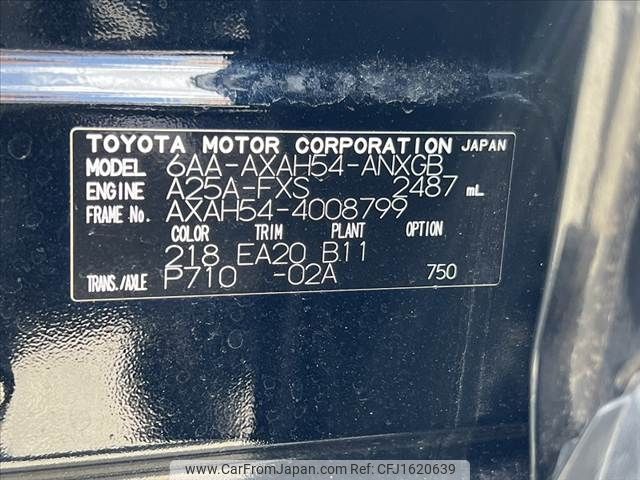 TOYOTA MOTOR CORPORATION JAPAN
MODEL 6AA-AXAH54-ANXGB
ENGINE A25A-FXS 2487 mL
FRAME No. AXAH54-4008799
COLOR TRIM PLANT OPTION
218 EA20 B11
TRANS./AXLE P710 -02A 750
www.CarFromJapan.com | Ref No: CFJ1620639